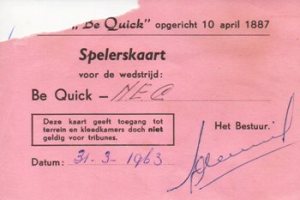 „Be Quick” opgericht 10 april 1887
Spelerskaart
voor de wedstrijd:
Be Quick – NEC
Deze kaart geeft toegang tot
terrein en kleedkamers doch niet
geldig voor tribunes.
Het Bestuur.
Datum: 31-3-1963